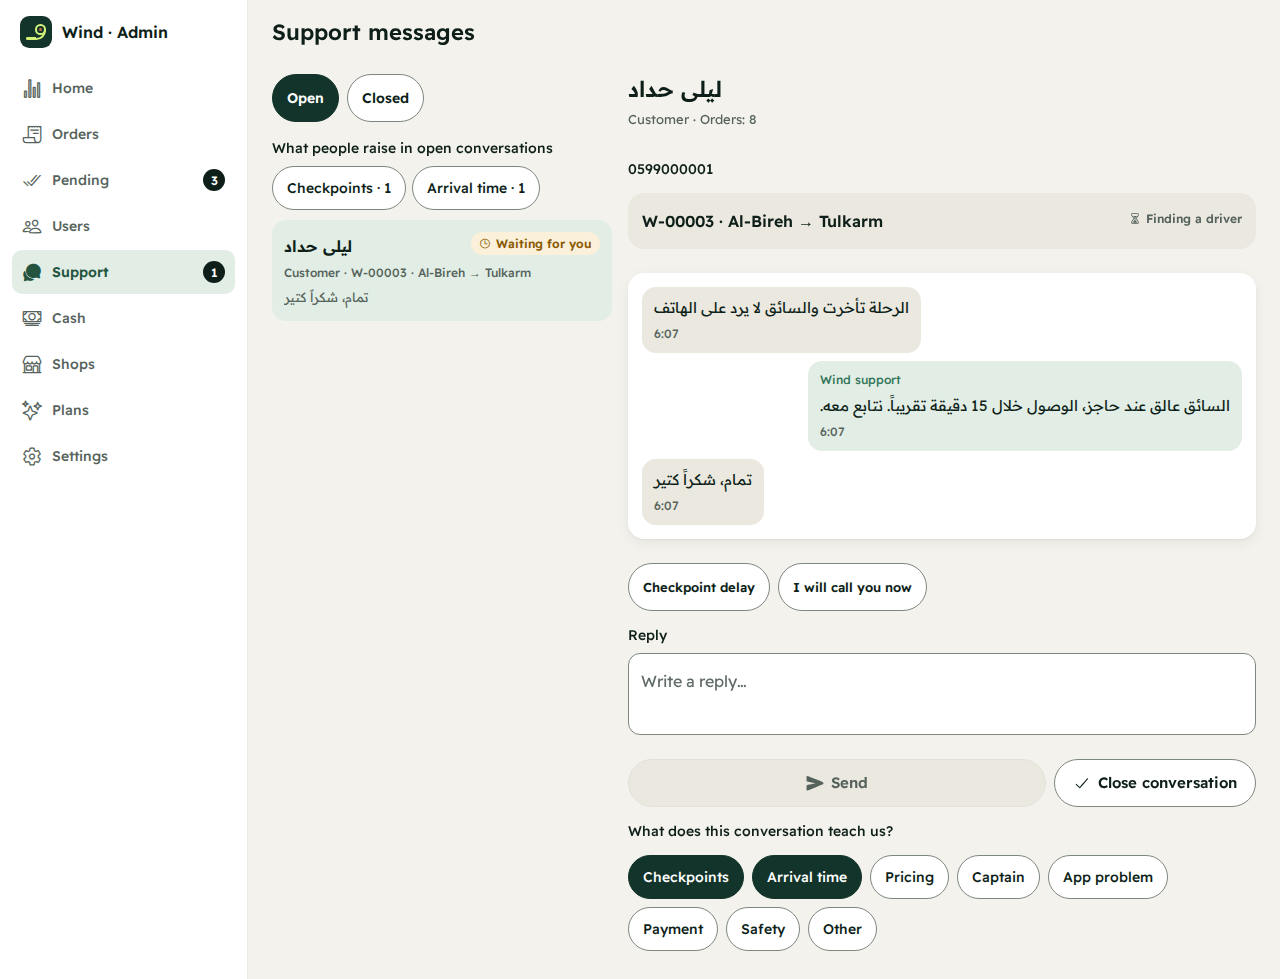 Wind · Admin
Home
Orders
Pending 3
Users
Support 1
Cash
Shops
Plans
Settings
Support messages
Open Closed
What people raise in open conversations
Checkpoints · 1 Arrival time · 1
ليلى حداد Waiting for you
Customer · W-00003 · Al-Bireh → Tulkarm
تمام، شكراً كتير
ليلى حداد
Customer · Orders: 8
0599000001
W-00003 · Al-Bireh → Tulkarm Finding a driver
الرحلة تأخرت والسائق لا يرد على الهاتف
6:07
Wind support
السائق عالق عند حاجز، الوصول خلال 15 دقيقة تقريباً. نتابع معه.
6:07
تمام، شكراً كتير
6:07
Checkpoint delay I will call you now
Reply
Write a reply...
Send Close conversation
What does this conversation teach us?
Checkpoints Arrival time Pricing Captain App problem
Payment Safety Other